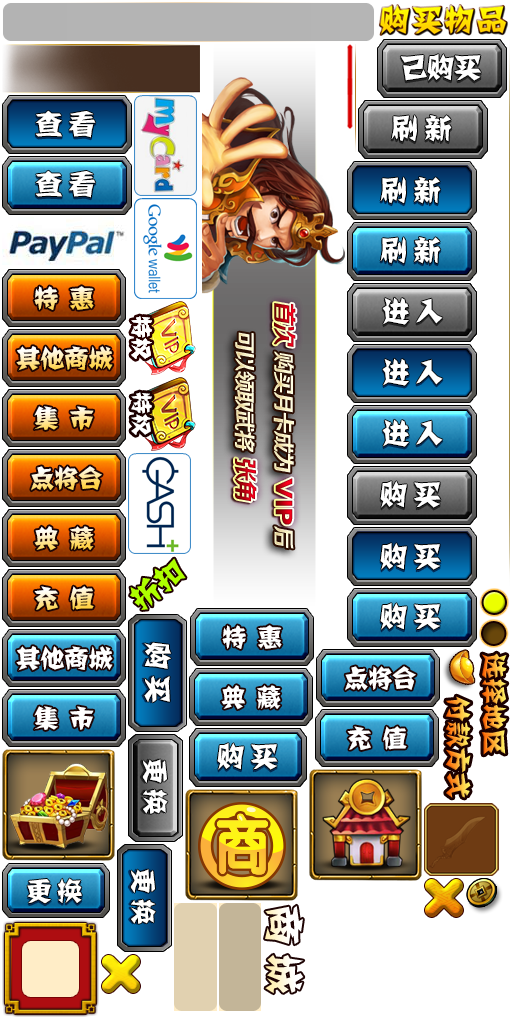 购买物品
已购买
查看
MyCard
刷新
查看
Google wallet
刷新
PayPal™
刷新
特惠
特权
VIP
进入
其他商城
首次 购买月卡成为 VIP后
可以领取武将 张角
进入
集市
特权
VIP
进入
点将台
CASH+
购买
典藏
购买
充值
折扣
购买
其他商城
购买
特惠
点将台
选择地区
集市
典藏
充值
付款方式
更换
购买
商
更换
更换
商城